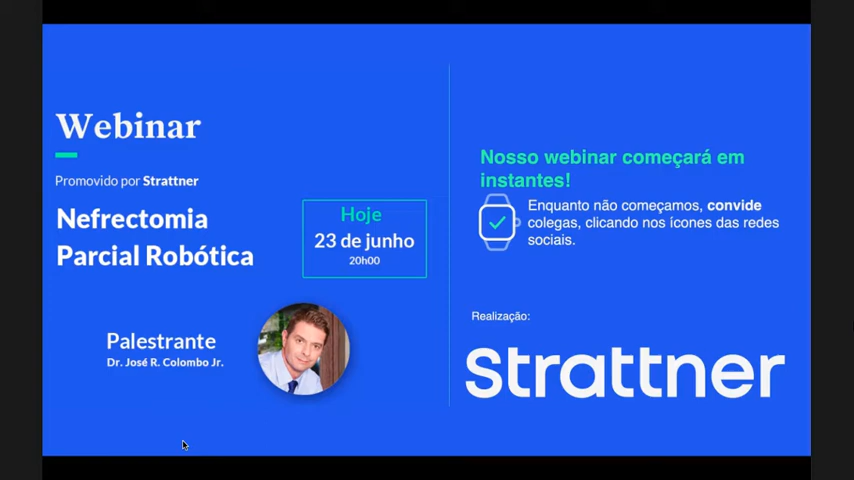 Webinar
Promovido por Strattner
Nefrectomia
Parcial Robótica
Hoje
23 de junho
20h00
Palestrante
Dr. José R. Colombo Jr.
Nosso webinar começará em
instantes!
Enquanto não começamos, convide
colegas, clicando nos ícones das redes
sociais.
Realização:
Strattner